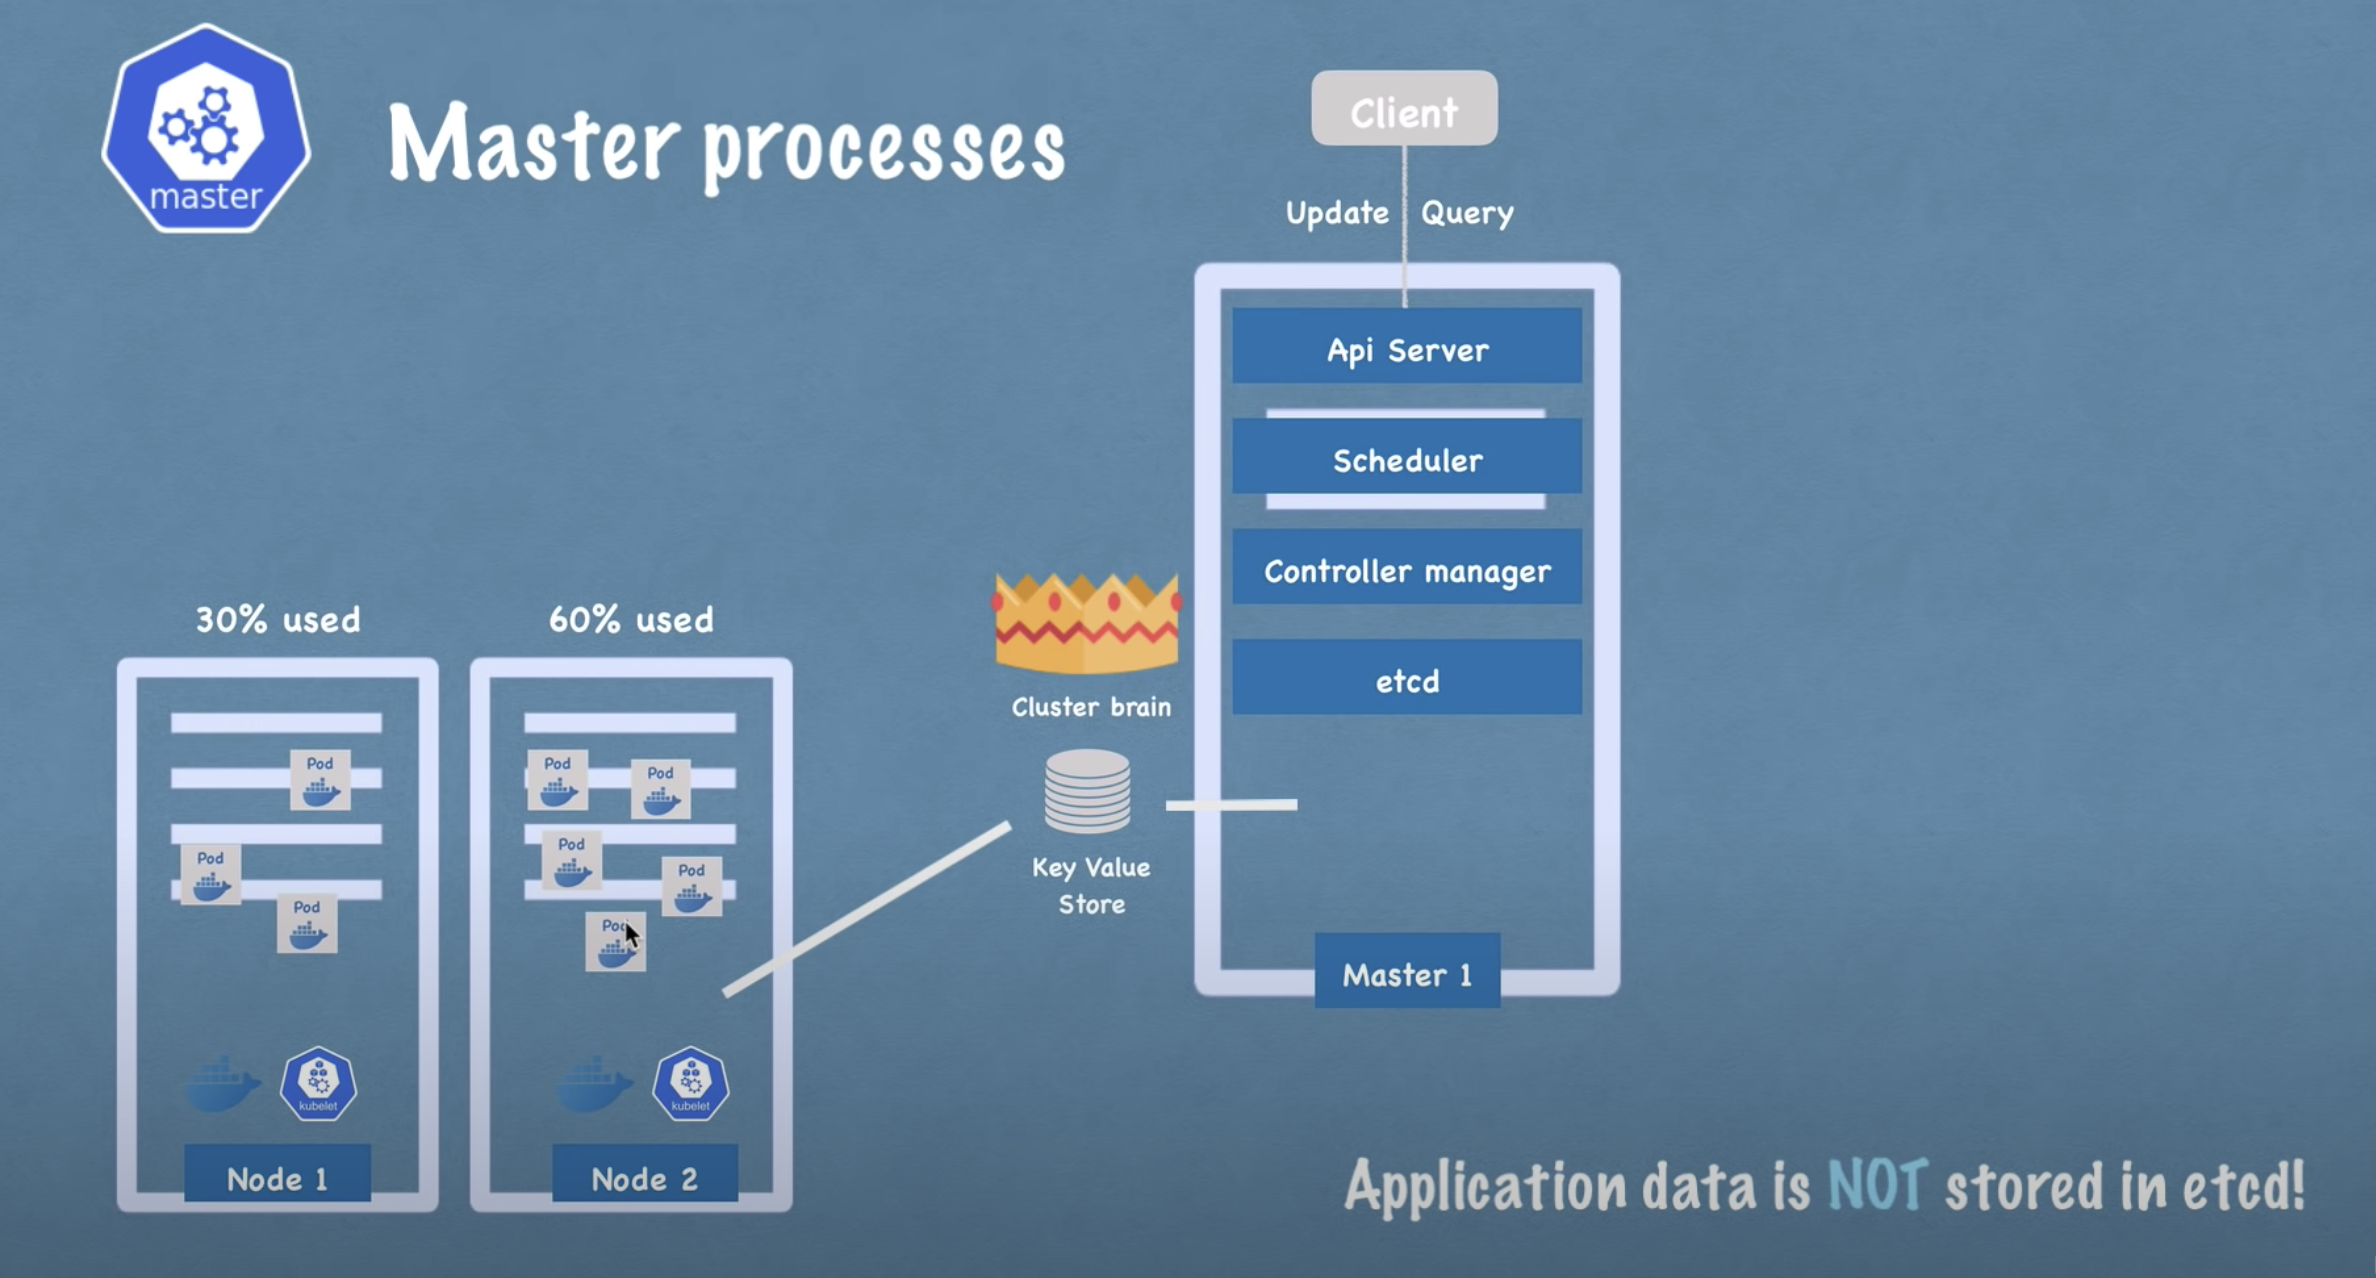 master
Master processes
Client
Update Query
Api Server
Scheduler
Controller manager
etcd
Master 1
Cluster brain
Key Value
Store
30% used
Pod
Pod
Pod
kubelet
Node 1
60% used
Pod
Pod
Pod
Pod
Pod
kubelet
Node 2
Application data is NOT stored in etcd!